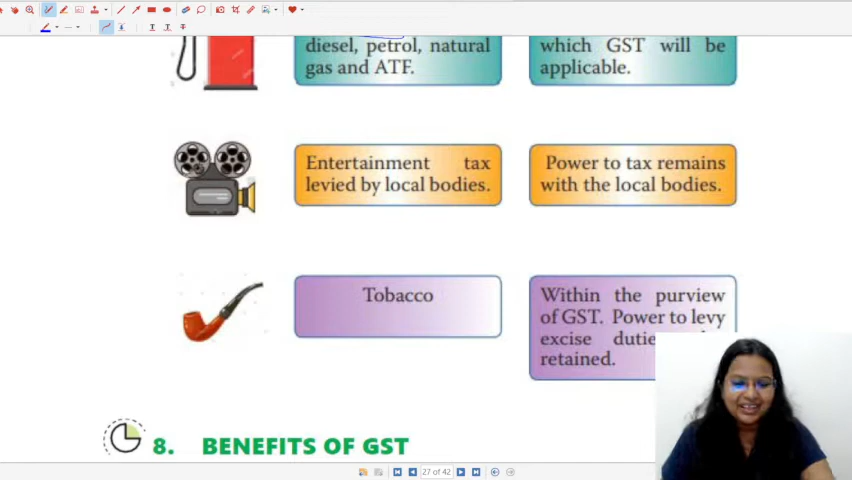 diesel, petrol, natural
gas and ATF.
which GST will be
applicable.
Entertainment tax
levied by local bodies.
Power to tax remains
with the local bodies.
Tobacco
Within the purview
of GST. Power to levy
excise
retained.
8. BENEFITS OF GST
27 of 42